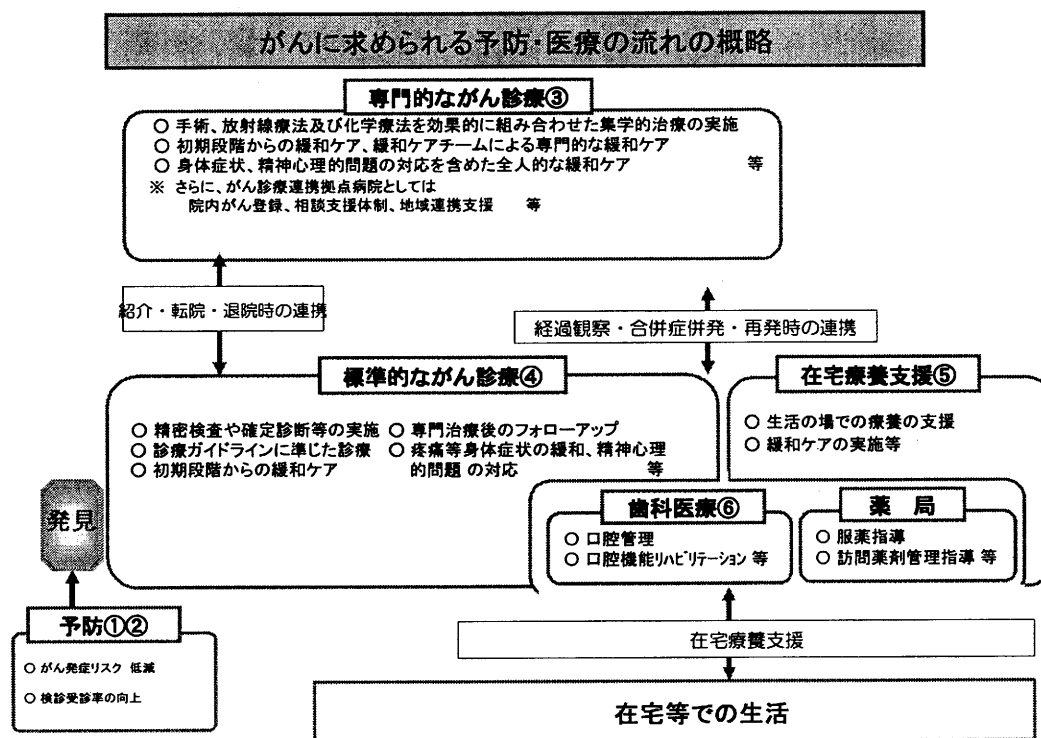 がんに求められる予防・医療の流れの概略
専門的ながん診療③
○ 手術、放射線療法及び化学療法を効果的に組み合わせた集学的治療の実施
○ 初期段階からの緩和ケア、緩和ケアチームによる専門的な緩和ケア
○ 身体症状、精神心理的問題の対応を含めた全人的な緩和ケア 等
※ さらに、がん診療連携拠点病院としては
院内がん登録、相談支援体制、地域連携支援 等
紹介・転院・退院時の連携
経過観察・合併症併発・再発時の連携
標準的ながん診療④
○ 精密検査や確定診断等の実施
○ 診療ガイドラインに準じた診療
○ 初期段階からの緩和ケア
○ 専門治療後のフォローアップ
○ 疼痛等身体症状の緩和、精神心理
的問題 の対応 等
在宅療養支援⑤
○ 生活の場での療養の支援
○ 緩和ケアの実施等
歯科医療⑥
○ 口腔管理
○ 口腔機能ﾘﾊﾋﾞﾘﾃｰｼｮﾝ 等
薬 局
○ 服薬指導
○ 訪問薬剤管理指導 等
発見
予防①②
○ がん発症リスク 低減
○ 検診受診率の向上
在宅療養支援
在宅等での生活